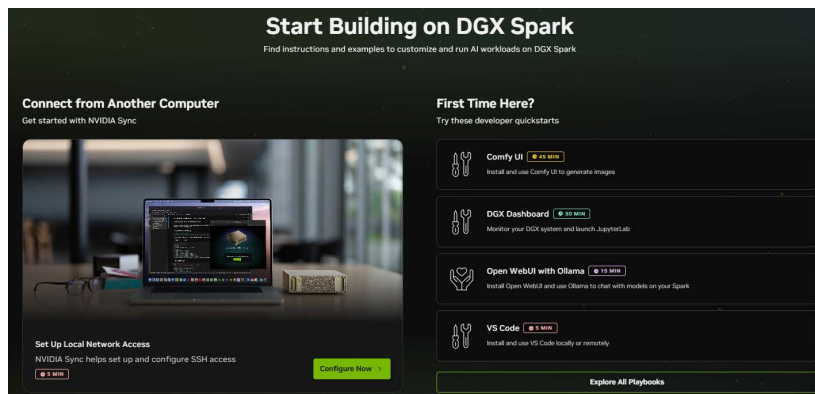 Start Building on DGX Spark
Find instructions and examples to customize and run AI workloads on DGX Spark
Connect from Another Computer
Get started with NVIDIA Sync
Set Up Local Network Access
NVIDIA Sync helps set up and configure SSH access
5 MIN
Configure Now >
First Time Here?
Try these developer quickstarts
Comfy UI 45 MIN
Install and use Comfy UI to generate images
DGX Dashboard 30 MIN
Monitor your DGX system and launch JupyterLab
Open WebUI with Ollama 15 MIN
Install Open WebUI and use Ollama to chat with models on your Spark
VS Code 5 MIN
Install and use VS Code locally or remotely
Explore All Playbooks